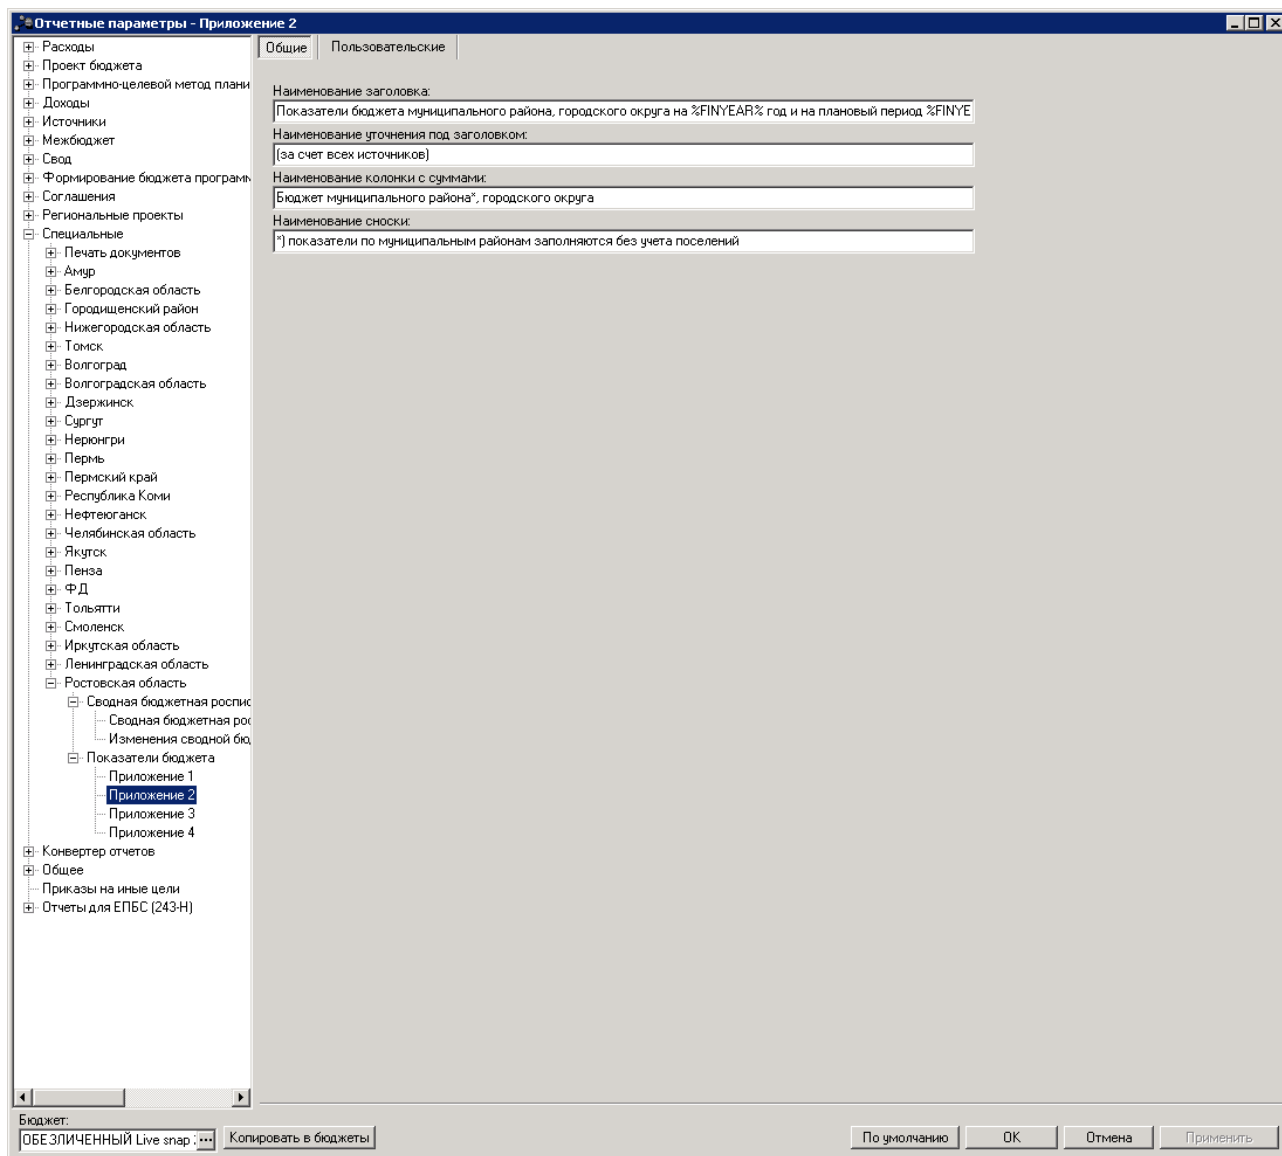 Отчетные параметры - Приложение 2
Расходы
Проект бюджета
Программно-целевой метод плани
Доходы
Источники
Межбюджет
Свод
Формирование бюджета программ
Соглашения
Региональные проекты
Специальные
Печать документов
Амур
Белгородская область
Городищенский район
Нижегородская область
Томск
Волгоград
Волгоградская область
Дзержинск
Сургут
Нерюнгри
Пермь
Пермский край
Республика Коми
Нефтеюганск
Челябинская область
Якутск
Пенза
ФД
Тольятти
Смоленск
Иркутская область
Ленинградская область
Ростовская область
Сводная бюджетная роспис
Сводная бюджетная рос
Изменения сводной бю
Показатели бюджета
Приложение 1
Приложение 2
Приложение 3
Приложение 4
Конвертер отчетов
Общее
Приказы на иные цели
Отчеты для ЕПБС (243-Н)
Общие Пользовательские
Наименование заголовка:
Показатели бюджета муниципального района, городского округа на %FINYEAR% год и на плановый период %FINYE
Наименование уточнения под заголовком:
(за счет всех источников)
Наименование колонки с суммами:
Бюджет муниципального района*, городского округа
Наименование сноски:
*) показатели по муниципальным районам заполняются без учета поселений
Бюджет:
ОБЕЗЛИЧЕННЫЙ Live snap ... Копировать в бюджеты По умолчанию OK Отмена Применить